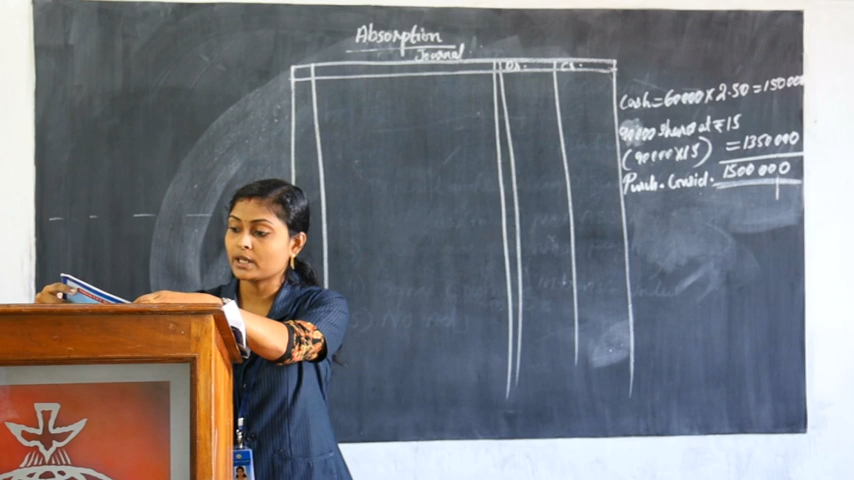 Absorption
Journal
Dr. Cr.
Cash = 60000 × 2.50 = 150000
90000 shares at ₹ 15
(90000 × 15) = 1350000
Purch. Consid. 1500000